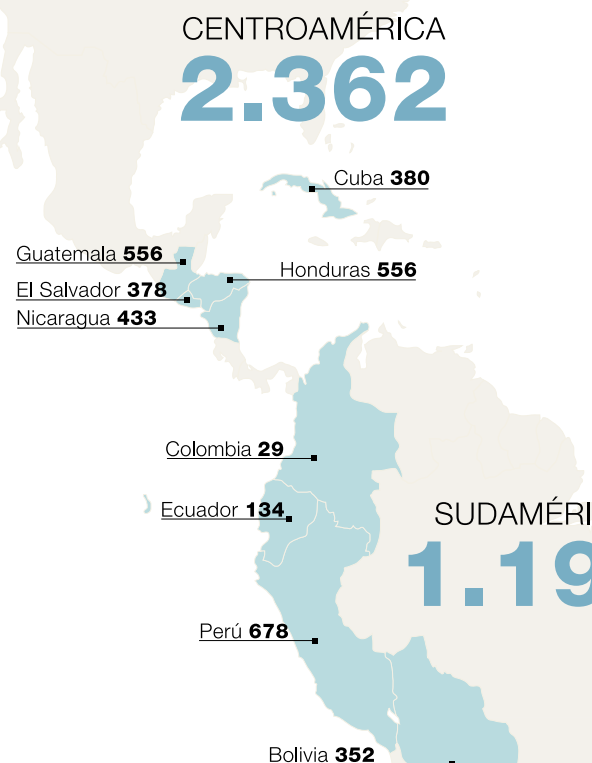 CENTROAMÉRICA
2.362
Cuba 380
Guatemala 556
Honduras 556
El Salvador 378
Nicaragua 433
Colombia 29
Ecuador 134
SUDAMÉRI
1.19
Perú 678
Bolivia 352